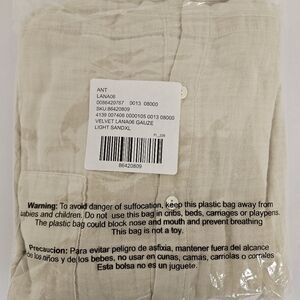 ANT
LANA06
0086420767 0013 08000
SKU:86420809
4139 007406 0000105 0013 08000
VELVET LANA06 GAUZE
LIGHT SANDXL
86420809
Warning: To avoid danger of suffocation, keep this plastic bag away from
babies and children. Do not use this bag in cribs, beds, carriages or playpens.
The plastic bag could block nose and mouth and prevent breathing
This bag is not a toy.
Precaucion: Para evitar peligro de asfixia, mantener fuera del alcance
de los niños y de los bebes, no usar en cunas, camas, carriolas o corrales
Esta bolsa no es un juguete.